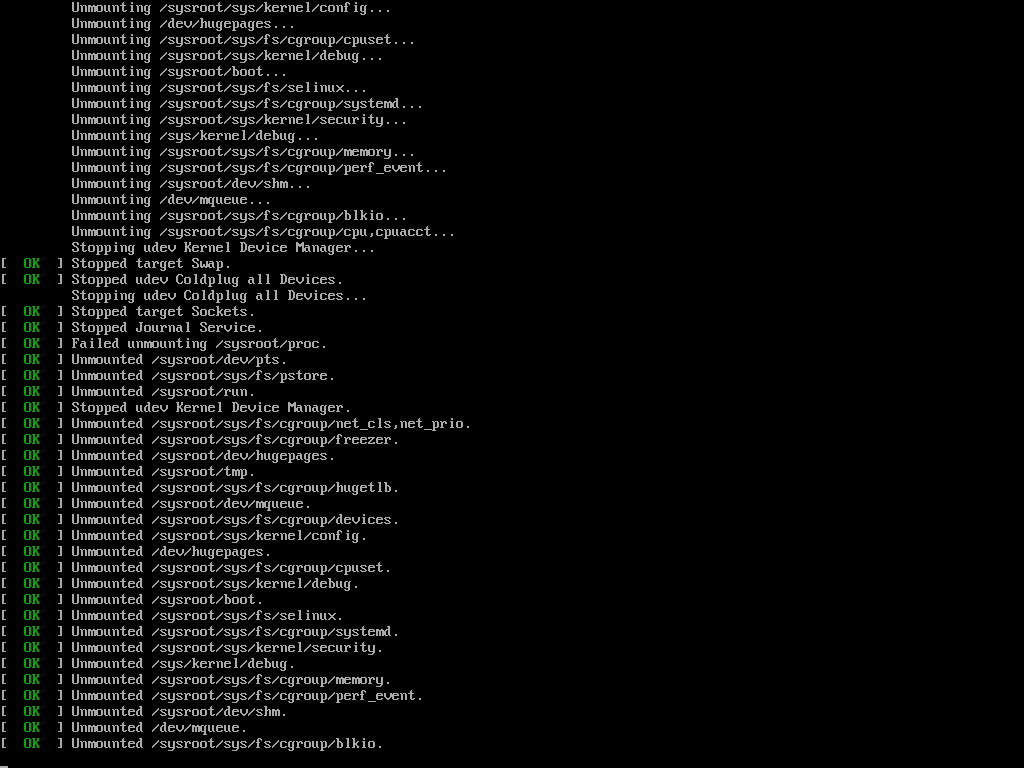 Unmounting /sysroot/sys/kernel/config...
Unmounting /dev/hugepages...
Unmounting /sysroot/sys/fs/cgroup/cpuset...
Unmounting /sysroot/sys/kernel/debug...
Unmounting /sysroot/boot...
Unmounting /sysroot/sys/fs/selinux...
Unmounting /sysroot/sys/fs/cgroup/systemd...
Unmounting /sysroot/sys/kernel/security...
Unmounting /sys/kernel/debug...
Unmounting /sysroot/sys/fs/cgroup/memory...
Unmounting /sysroot/sys/fs/cgroup/perf_event...
Unmounting /sysroot/dev/shm...
Unmounting /dev/mqueue...
Unmounting /sysroot/sys/fs/cgroup/blkio...
Unmounting /sysroot/sys/fs/cgroup/cpu,cpuacct...
Stopping udev Kernel Device Manager...
[  OK  ] Stopped target Swap.
[  OK  ] Stopped udev Coldplug all Devices.
Stopping udev Coldplug all Devices...
[  OK  ] Stopped target Sockets.
[  OK  ] Stopped Journal Service.
[  OK  ] Failed unmounting /sysroot/proc.
[  OK  ] Unmounted /sysroot/dev/pts.
[  OK  ] Unmounted /sysroot/sys/fs/pstore.
[  OK  ] Unmounted /sysroot/run.
[  OK  ] Stopped udev Kernel Device Manager.
[  OK  ] Unmounted /sysroot/sys/fs/cgroup/net_cls,net_prio.
[  OK  ] Unmounted /sysroot/sys/fs/cgroup/freezer.
[  OK  ] Unmounted /sysroot/dev/hugepages.
[  OK  ] Unmounted /sysroot/tmp.
[  OK  ] Unmounted /sysroot/sys/fs/cgroup/hugetlb.
[  OK  ] Unmounted /sysroot/dev/mqueue.
[  OK  ] Unmounted /sysroot/sys/fs/cgroup/devices.
[  OK  ] Unmounted /sysroot/sys/kernel/config.
[  OK  ] Unmounted /dev/hugepages.
[  OK  ] Unmounted /sysroot/sys/fs/cgroup/cpuset.
[  OK  ] Unmounted /sysroot/sys/kernel/debug.
[  OK  ] Unmounted /sysroot/boot.
[  OK  ] Unmounted /sysroot/sys/fs/selinux.
[  OK  ] Unmounted /sysroot/sys/fs/cgroup/systemd.
[  OK  ] Unmounted /sysroot/sys/kernel/security.
[  OK  ] Unmounted /sys/kernel/debug.
[  OK  ] Unmounted /sysroot/sys/fs/cgroup/memory.
[  OK  ] Unmounted /sysroot/sys/fs/cgroup/perf_event.
[  OK  ] Unmounted /sysroot/dev/shm.
[  OK  ] Unmounted /dev/mqueue.
[  OK  ] Unmounted /sysroot/sys/fs/cgroup/blkio.